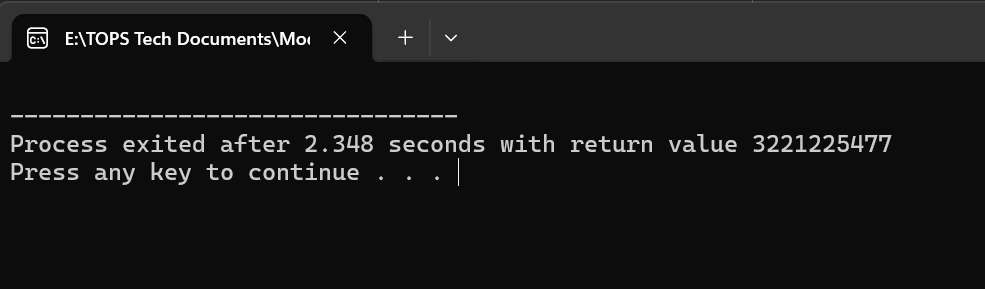 E:\TOPS Tech Documents\Mo
--------------------------------
Process exited after 2.348 seconds with return value 3221225477
Press any key to continue . . .